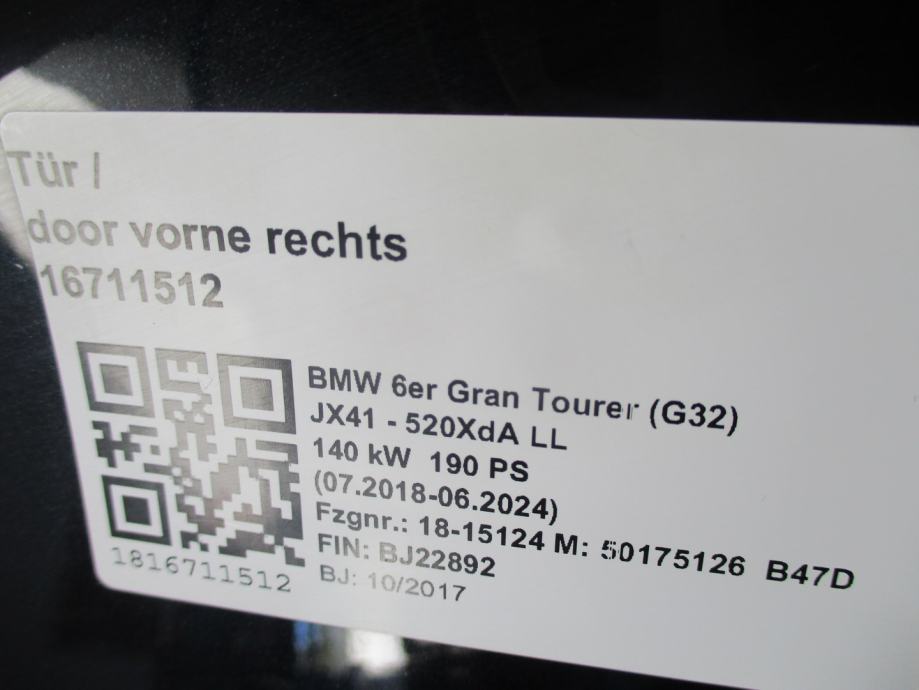 Tür /
door vorne rechts
16711512
BMW 6er Gran Tourer (G32)
JX41 - 520XdA LL
140 kW 190 PS
(07.2018-06.2024)
Fzgnr.: 18-15124 M: 50175126 B47D
FIN: BJ22892
BJ: 10/2017
1816711512